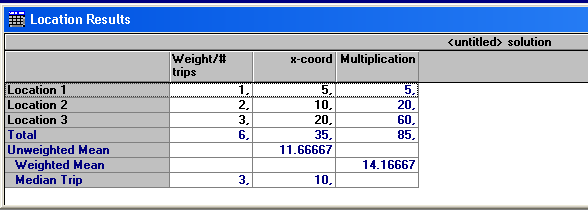 Location Results
<untitled> solution
Weight/# trips x-coord Multiplication
Location 1 1, 5, 5,
Location 2 2, 10, 20,
Location 3 3, 20, 60,
Total 6, 35, 85,
Unweighted Mean 11.66667
Weighted Mean 14.16667
Median Trip 3, 10,